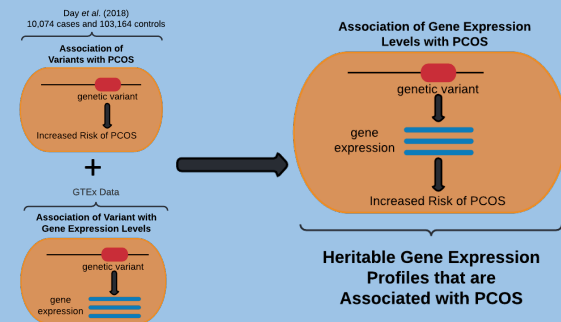 Day et al. (2018)
10,074 cases and 103,164 controls
Association of
Variants with PCOS
genetic variant
Increased Risk of PCOS
+
GTEx Data
Association of Variant with
Gene Expression Levels
genetic variant
gene
expression
Association of Gene Expression
Levels with PCOS
genetic variant
gene
expression
Increased Risk of PCOS
Heritable Gene Expression
Profiles that are
Associated with PCOS